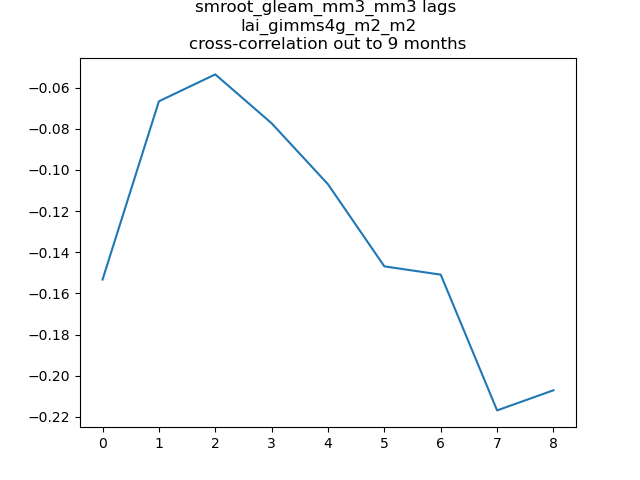 smroot_gleam_mm3_mm3 lags
lai_gimms4g_m2_m2
cross-correlation out to 9 months
−0.06
−0.08
−0.10
−0.12
−0.14
−0.16
−0.18
−0.20
−0.22
0 1 2 3 4 5 6 7 8